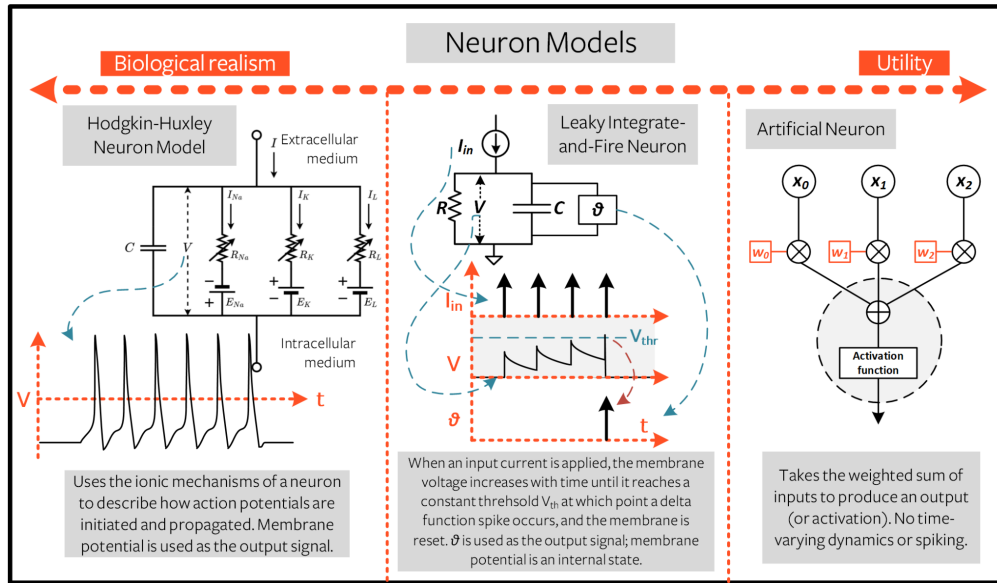 Neuron Models
Biological realism
Utility
Hodgkin-Huxley
Neuron Model
I
Extracellular
medium
I_Na
I_K
I_L
C
V
R_Na
R_K
R_L
−
+
E_Na
+
−
E_K
+
−
E_L
Intracellular
medium
V
t
Uses the ionic mechanisms of a neuron
to describe how action potentials are
initiated and propagated. Membrane
potential is used as the output signal.
Leaky Integrate-
and-Fire Neuron
I_in
R
V
C
ϑ
I_in
V_thr
V
ϑ
t
When an input current is applied, the membrane
voltage increases with time until it reaches a
constant threhsold V_th at which point a delta
function spike occurs, and the membrane is
reset. ϑ is used as the output signal; membrane
potential is an internal state.
Artificial Neuron
x_0
x_1
x_2
w_0
w_1
w_2
Activation
function
Takes the weighted sum of
inputs to produce an output
(or activation). No time-
varying dynamics or spiking.